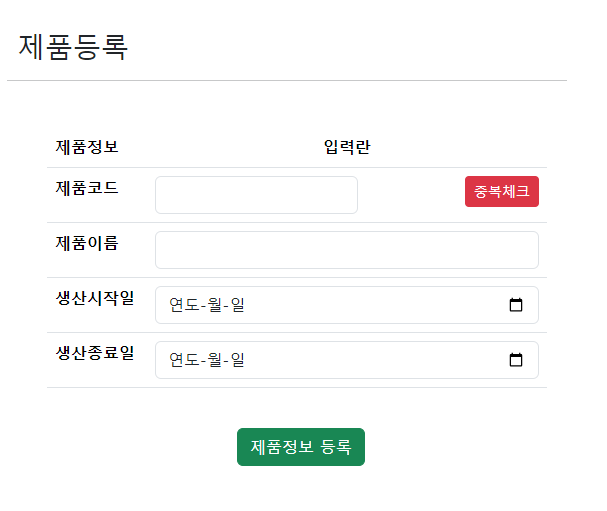 제품등록
제품정보 입력란
제품코드 중복체크
제품이름
생산시작일 연도-월-일
생산종료일 연도-월-일
제품정보 등록